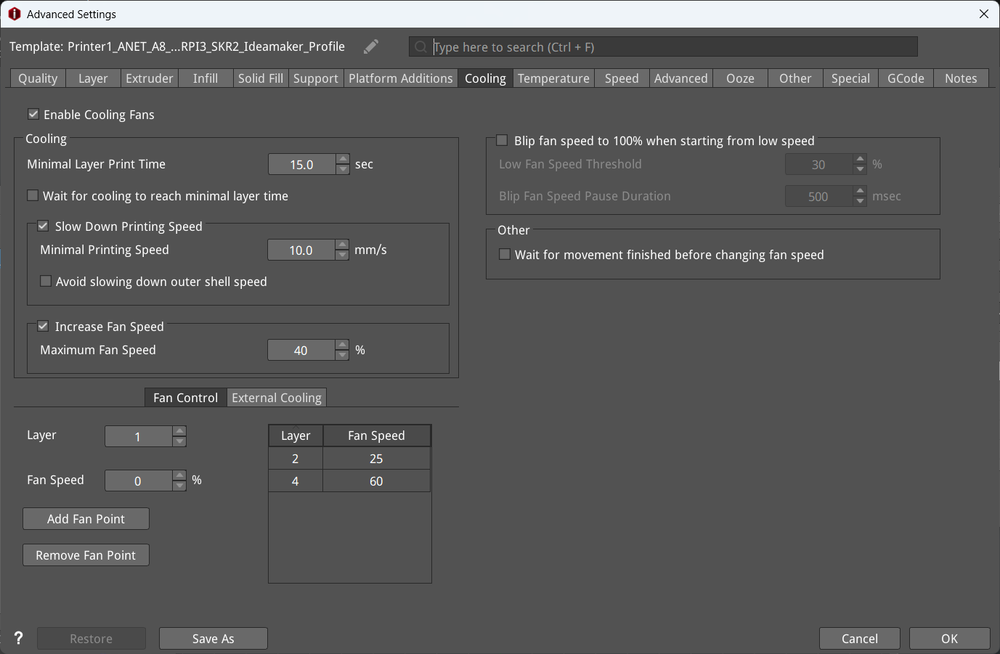 Advanced Settings
Template: Printer1_ANET_A8_...RPI3_SKR2_Ideamaker_Profile
Type here to search (Ctrl + F)
Quality Layer Extruder Infill Solid Fill Support Platform Additions Cooling Temperature Speed Advanced Ooze Other Special GCode Notes
Enable Cooling Fans
Cooling
Minimal Layer Print Time 15.0 sec
Wait for cooling to reach minimal layer time
Slow Down Printing Speed
Minimal Printing Speed 10.0 mm/s
Avoid slowing down outer shell speed
Increase Fan Speed
Maximum Fan Speed 40 %
Blip fan speed to 100% when starting from low speed
Low Fan Speed Threshold 30 %
Blip Fan Speed Pause Duration 500 msec
Other
Wait for movement finished before changing fan speed
Fan Control External Cooling
Layer 1
Fan Speed 0 %
Add Fan Point
Remove Fan Point
Layer Fan Speed
2 25
4 60
? Restore Save As Cancel OK